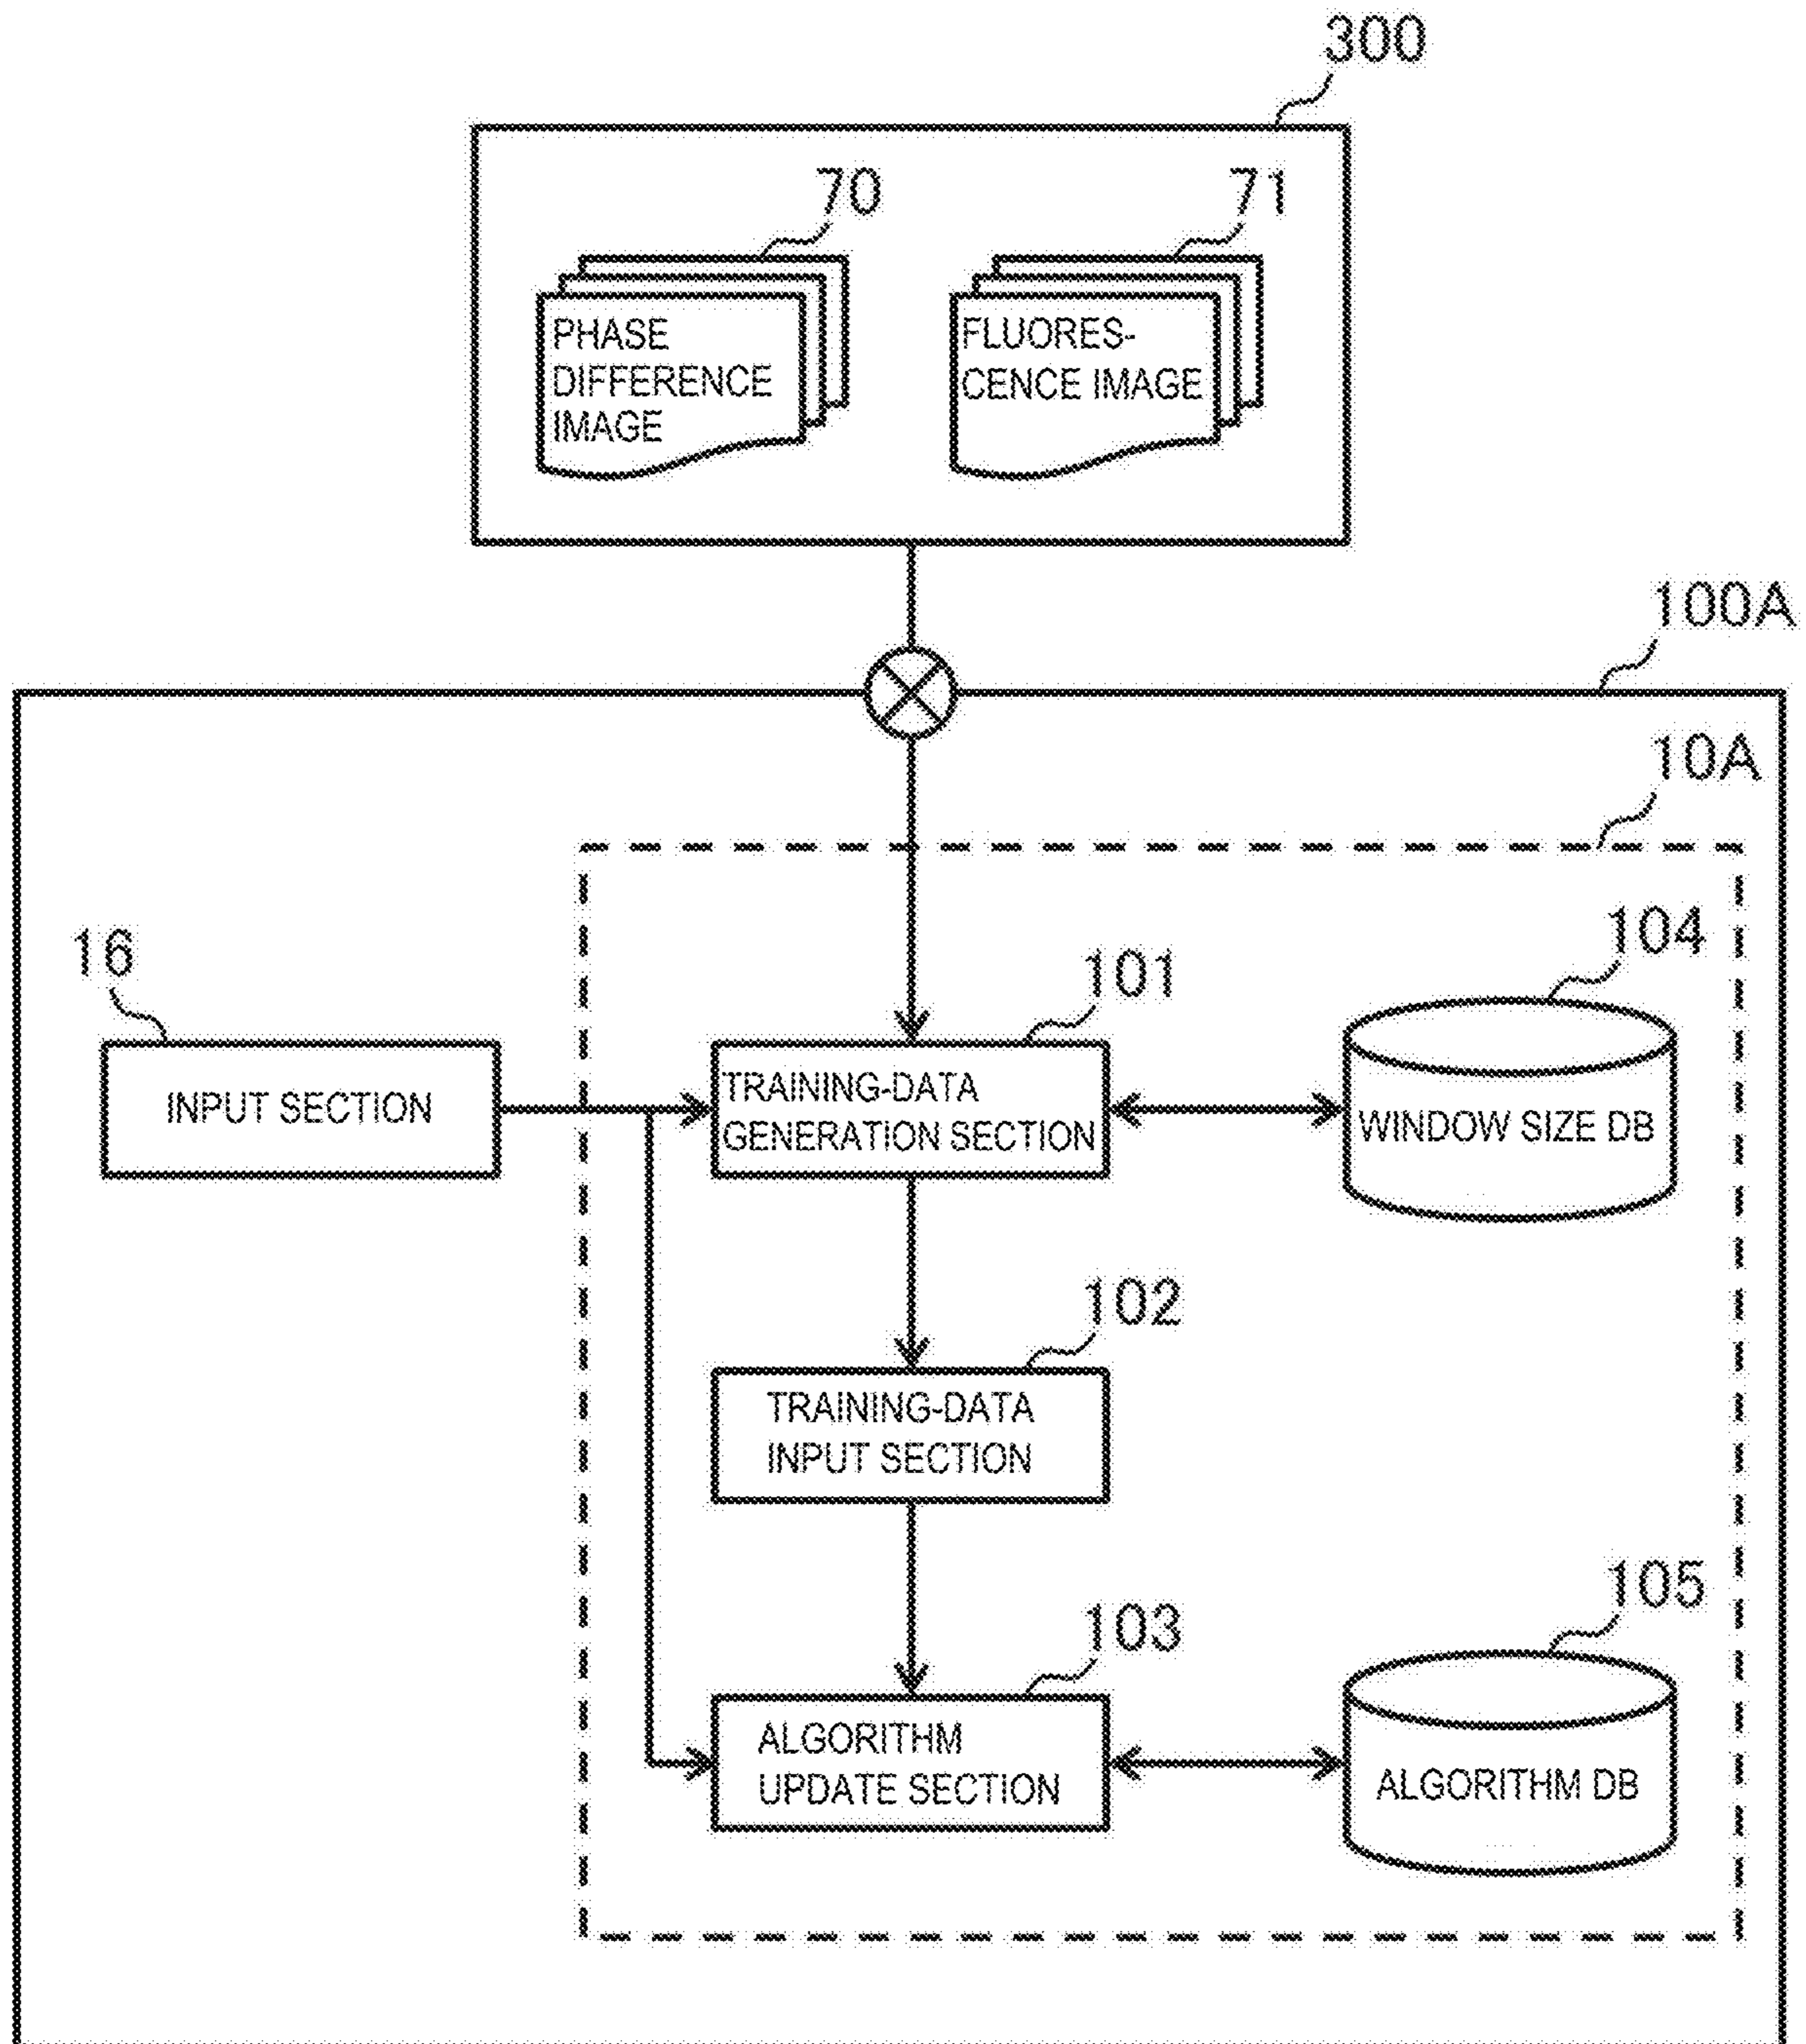 300
70
71
PHASE
DIFFERENCE
IMAGE
FLUORES-
CENCE IMAGE
100A
10A
16
101
104
INPUT SECTION
TRAINING-DATA
GENERATION SECTION
WINDOW SIZE DB
102
TRAINING-DATA
INPUT SECTION
103
105
ALGORITHM
UPDATE SECTION
ALGORITHM DB